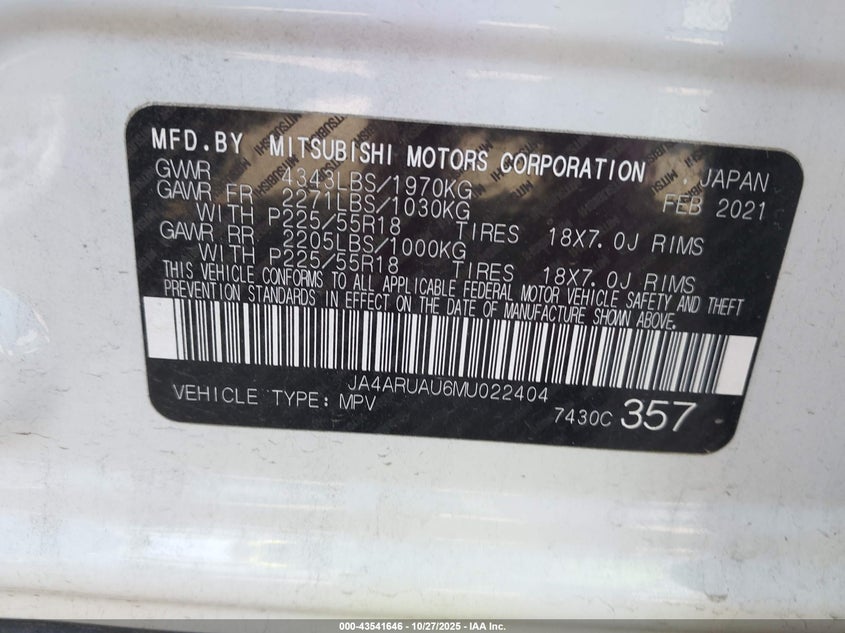 MFD.BY MITSUBISHI MOTORS CORPORATION , JAPAN
GVWR 4343LBS/1970KG FEB 2021
GAWR FR 2271LBS/1030KG
WITH P225/55R18 TIRES 18X7.0J RIMS
GAWR RR 2205LBS/1000KG
WITH P225/55R18 TIRES 18X7.0J RIMS
THIS VEHICLE CONFORMS TO ALL APPLICABLE FEDERAL MOTOR VEHICLE SAFETY AND THEFT
PREVENTION STANDARDS IN EFFECT ON THE DATE OF MANUFACTURE SHOWN ABOVE.
JA4ARUAU6MU022404
VEHICLE TYPE: MPV 7430C 357
000-43541646 - 10/27/2025 - IAA Inc.